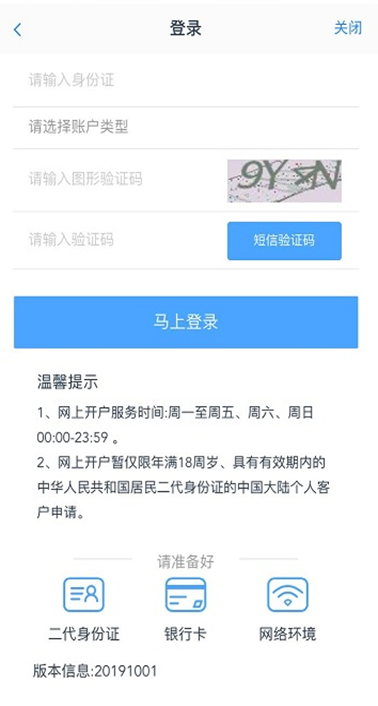 登录
关闭
请输入身份证
请选择账户类型
请输入图形验证码
请输入验证码
短信验证码
马上登录
温馨提示
1、网上开户服务时间:周一至周五、周六、周日
00:00-23:59 。
2、网上开户暂仅限年满18周岁、具有有效期内的
中华人民共和国居民二代身份证的中国大陆个人客
户申请。
请准备好
二代身份证 银行卡 网络环境
版本信息:20191001